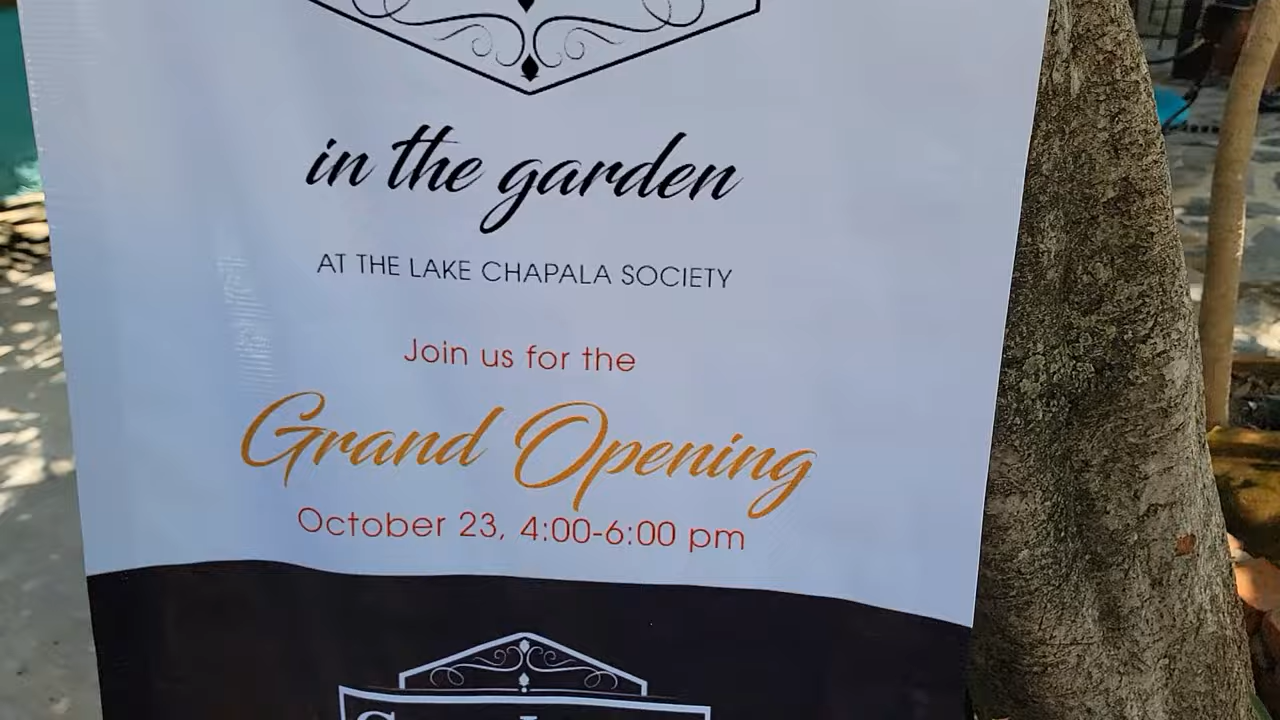 in the garden
AT THE LAKE CHAPALA SOCIETY
Join us for the
Grand Opening
October 23, 4:00-6:00 pm